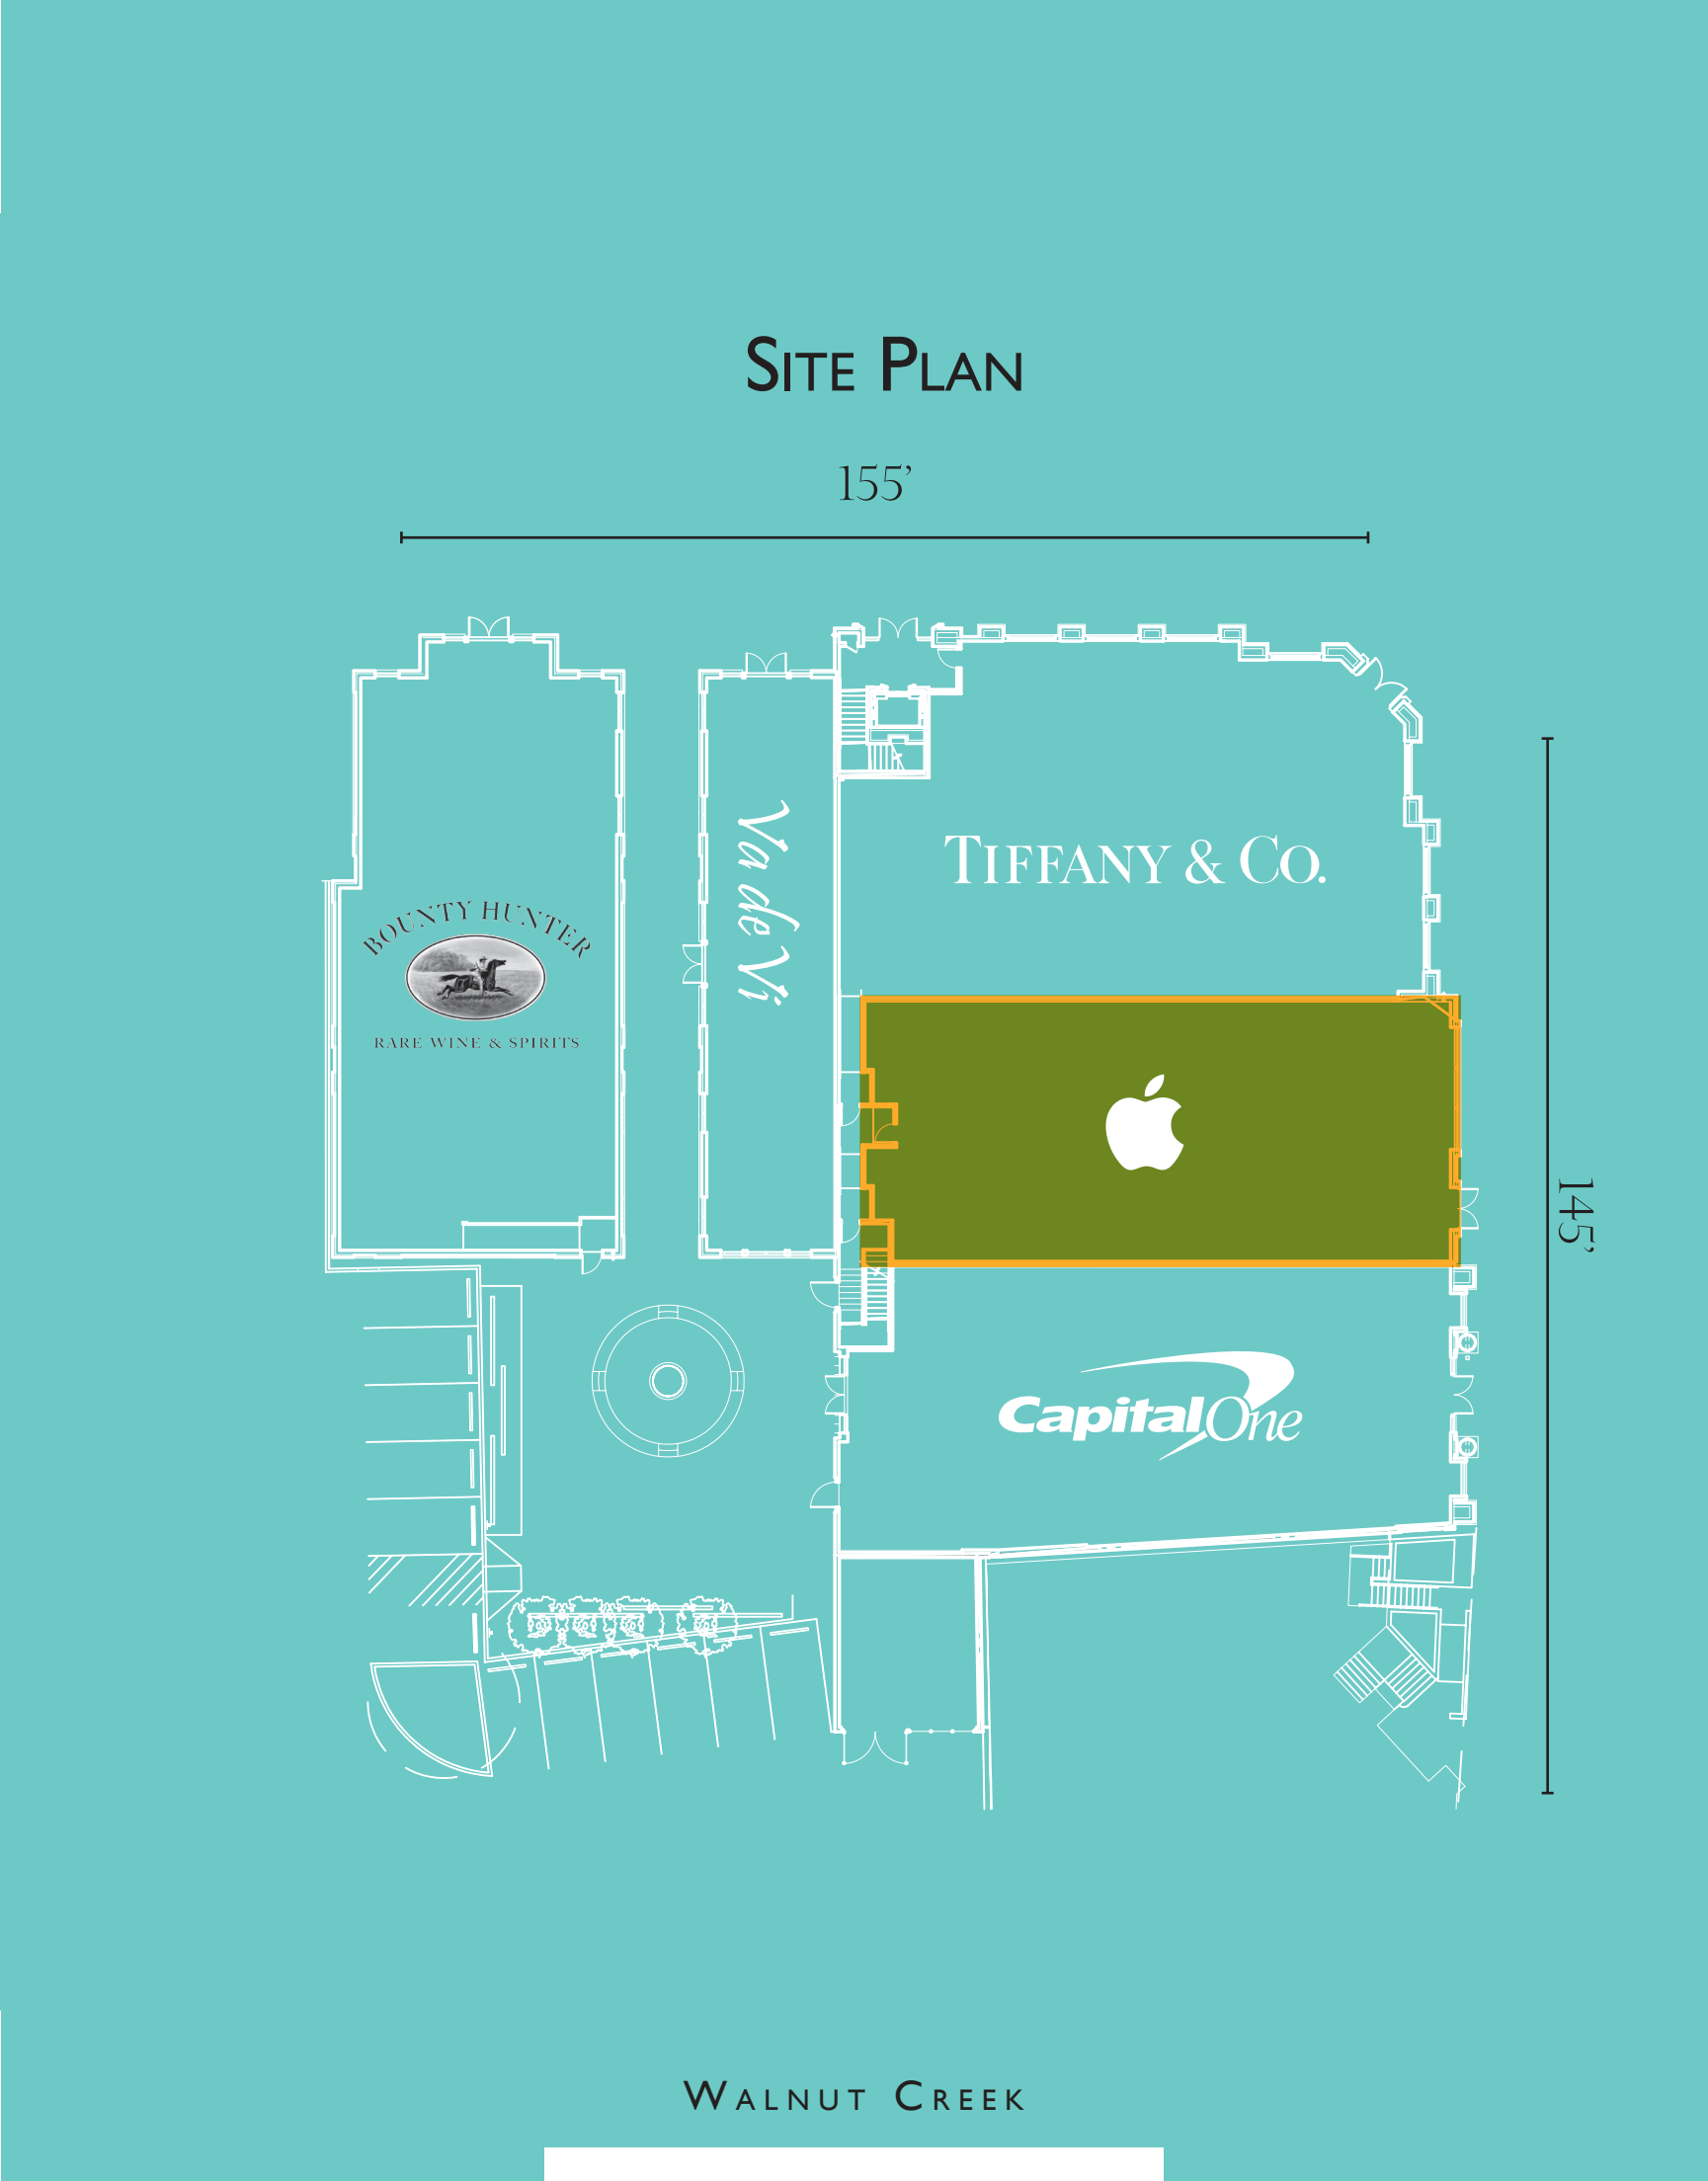 SITE PLAN
155’
TIFFANY & CO.
Va de Vi
BOUNTY HUNTER
RARE WINE & SPIRITS
145’
CapitalOne
WALNUT CREEK